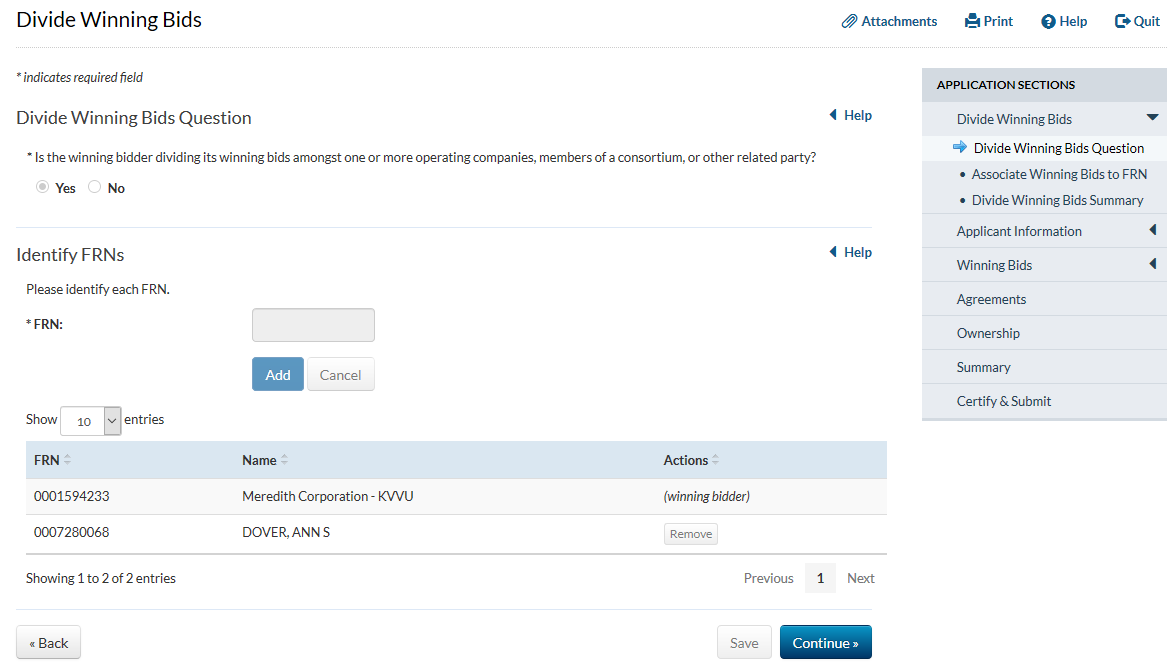 Divide Winning Bids
Attachments Print Help Quit
* indicates required field
Divide Winning Bids Question
Help
* Is the winning bidder dividing its winning bids amongst one or more operating companies, members of a consortium, or other related party?
Yes No
Identify FRNs
Help
Please identify each FRN.
* FRN:
Add Cancel
Show 10 entries
FRN Name Actions
0001594233 Meredith Corporation - KVVU (winning bidder)
0007280068 DOVER, ANN S Remove
Showing 1 to 2 of 2 entries
Previous 1 Next
« Back
Save Continue »
APPLICATION SECTIONS
Divide Winning Bids
Divide Winning Bids Question
• Associate Winning Bids to FRN
• Divide Winning Bids Summary
Applicant Information
Winning Bids
Agreements
Ownership
Summary
Certify & Submit